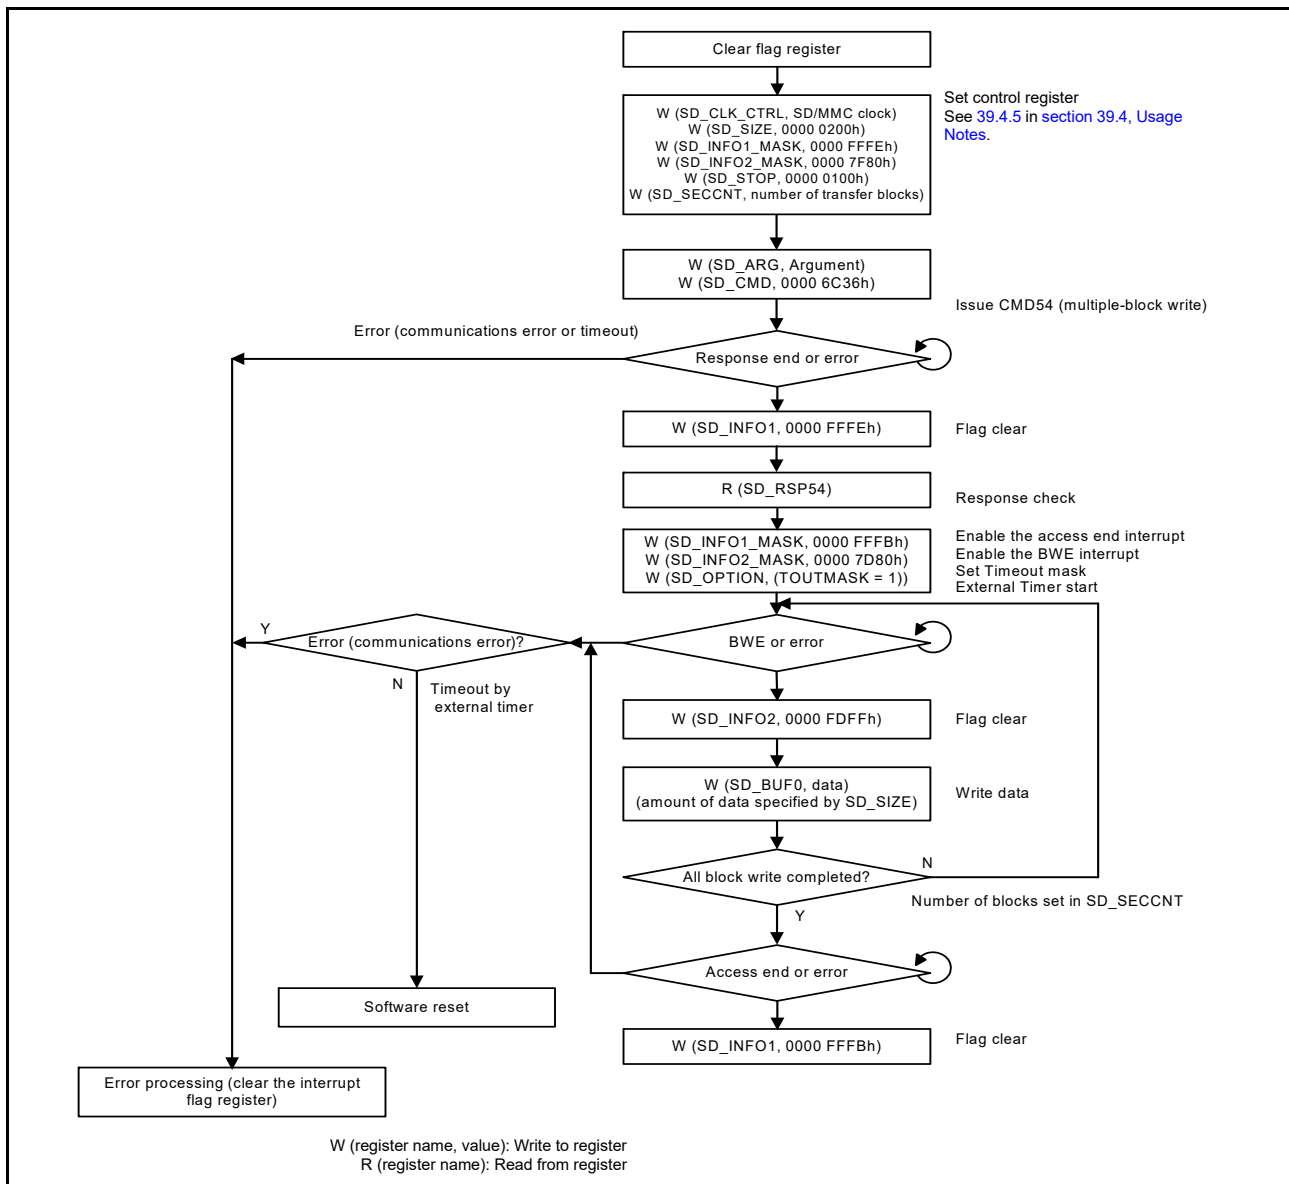 Clear flag register
W (SD_CLK_CTRL, SD/MMC clock)
W (SD_SIZE, 0000 0200h)
W (SD_INFO1_MASK, 0000 FFFEh)
W (SD_INFO2_MASK, 0000 7F80h)
W (SD_STOP, 0000 0100h)
W (SD_SECCNT, number of transfer blocks)
Set control register
See 39.4.5 in section 39.4, Usage
Notes.
W (SD_ARG, Argument)
W (SD_CMD, 0000 6C36h)
Issue CMD54 (multiple-block write)
Error (communications error or timeout)
Response end or error
W (SD_INFO1, 0000 FFFEh)
Flag clear
R (SD_RSP54)
Response check
W (SD_INFO1_MASK, 0000 FFFBh)
W (SD_INFO2_MASK, 0000 7D80h)
W (SD_OPTION, (TOUTMASK = 1))
Enable the access end interrupt
Enable the BWE interrupt
Set Timeout mask
External Timer start
Y
Error (communications error)?
BWE or error
N
Timeout by
external timer
W (SD_INFO2, 0000 FDFFh)
Flag clear
W (SD_BUF0, data)
(amount of data specified by SD_SIZE)
Write data
All block write completed?
N
Number of blocks set in SD_SECCNT
Y
Access end or error
Software reset
W (SD_INFO1, 0000 FFFBh)
Flag clear
Error processing (clear the interrupt
flag register)
W (register name, value): Write to register
R (register name): Read from register